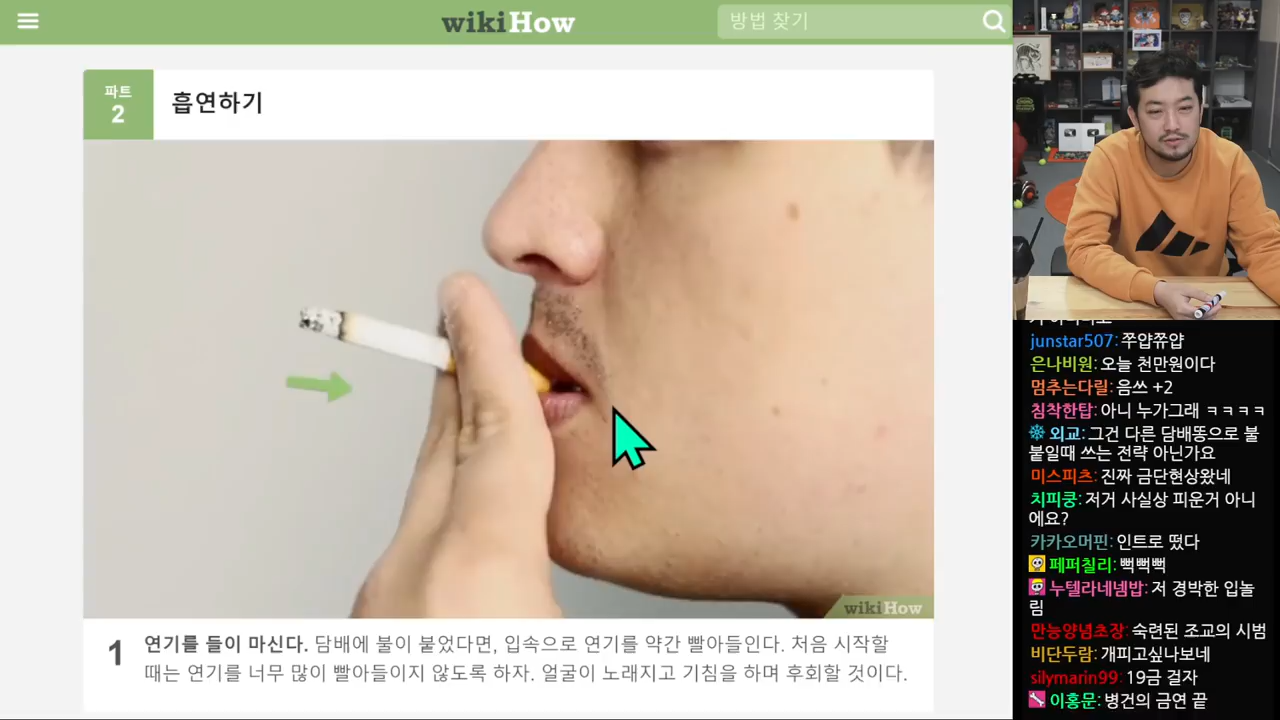 wikiHow
방법 찾기
파트
2
흡연하기
wikiHow
1
연기를 들이 마신다. 담배에 불이 붙었다면, 입속으로 연기를 약간 빨아들인다. 처음 시작할
때는 연기를 너무 많이 빨아들이지 않도록 하자. 얼굴이 노래지고 기침을 하며 후회할 것이다.
junstar507: 쭈압쮸압
은나비원: 오늘 천만원이다
멈추는다릴: 음쓰 +2
침착한탑: 아니 누가그래 ㅋㅋㅋㅋ
외교: 그건 다른 담배똥으로 불
붙일때 쓰는 전략 아닌가요
미스피츠: 진짜 금단현상왔네
치피쿵: 저거 사실상 피운거 아니
에요?
카카오머핀: 인트로 떴다
페퍼칠리: 뻑뻑뻑
누텔라네넴밥: 저 경박한 입놀
림
만능양념초장: 숙련된 조교의 시범
비단두람: 개피고싶나보네
silymarin99: 19금 걸자
이홍문: 병건의 금연 끝